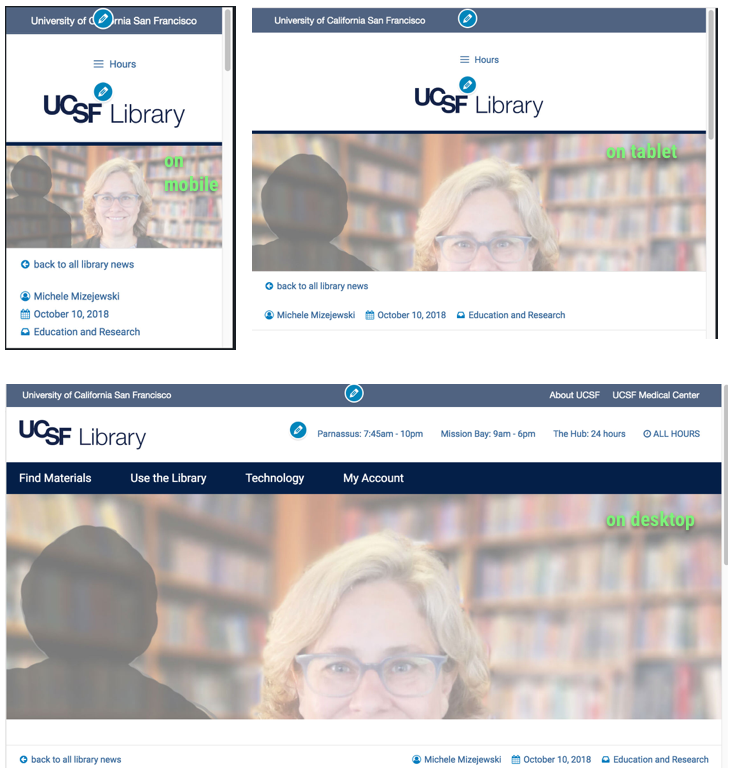 University of C rnia San Francisco
Hours
UCSF Library
on
mobile
back to all library news
Michele Mizejewski
October 10, 2018
Education and Research
University of California San Francisco
Hours
UCSF Library
on tablet
back to all library news
Michele Mizejewski October 10, 2018 Education and Research
University of California San Francisco About UCSF UCSF Medical Center
UCSF Library Parnassus: 7:45am - 10pm Mission Bay: 9am - 6pm The Hub: 24 hours ALL HOURS
Find Materials Use the Library Technology My Account
on desktop
back to all library news Michele Mizejewski October 10, 2018 Education and Research